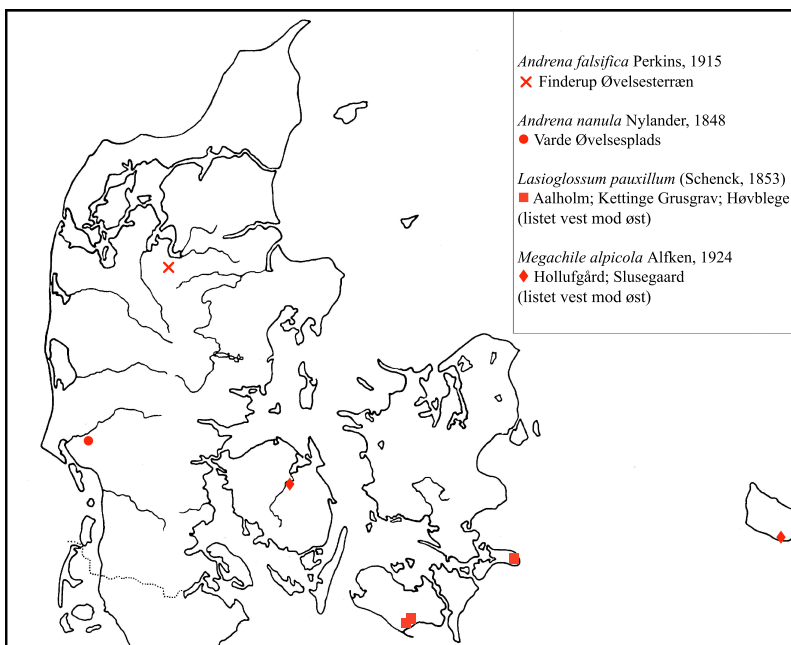 Andrena falsifica Perkins, 1915
Finderup Øvelsesterræn
Andrena nanula Nylander, 1848
Varde Øvelsesplads
Lasioglossum pauxillum (Schenck, 1853)
Aalholm; Kettinge Grusgrav; Høvblege
(listet vest mod øst)
Megachile alpicola Alfken, 1924
Hollufgård; Slusegaard
(listet vest mod øst)